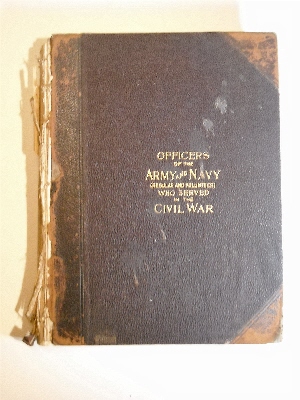 OFFICERS
OF THE
ARMY AND NAVY
(REGULAR AND VOLUNTEER)
WHO SERVED
IN THE
CIVIL WAR